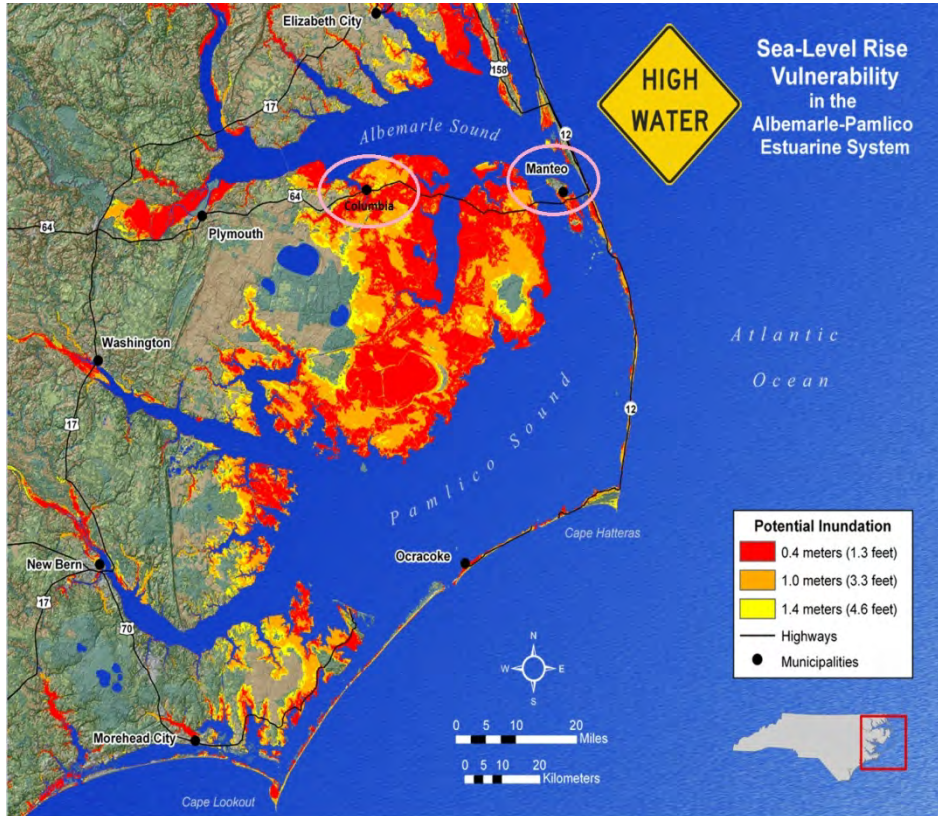 Elizabeth City
158
17
Albemarle Sound
12
HIGH
WATER
Sea-Level Rise
Vulnerability
in the
Albemarle-Pamlico
Estuarine System
Manteo
64
Columbia
64
Plymouth
Washington
Atlantic
Ocean
17
12
Pamlico Sound
Cape Hatteras
Ocracoke
New Bern
17
70
Potential Inundation
0.4 meters (1.3 feet)
1.0 meters (3.3 feet)
1.4 meters (4.6 feet)
Highways
Municipalities
N
W E
S
Morehead City
0 5 10 20
Miles
0 5 10 20
Kilometers
Cape Lookout